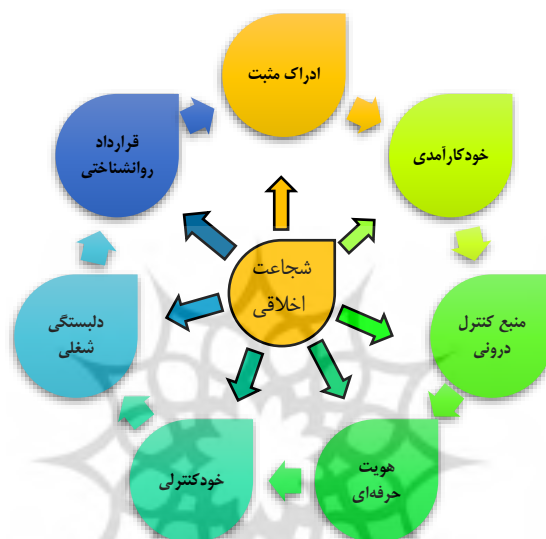 ادراک مثبت
خودکارآمدی
منبع کنترل
درونی
هویت
حرفه‌ای
خودکنترلی
دلبستگی
شغلی
قرارداد
روانشناختی
شجاعت
اخلاقی